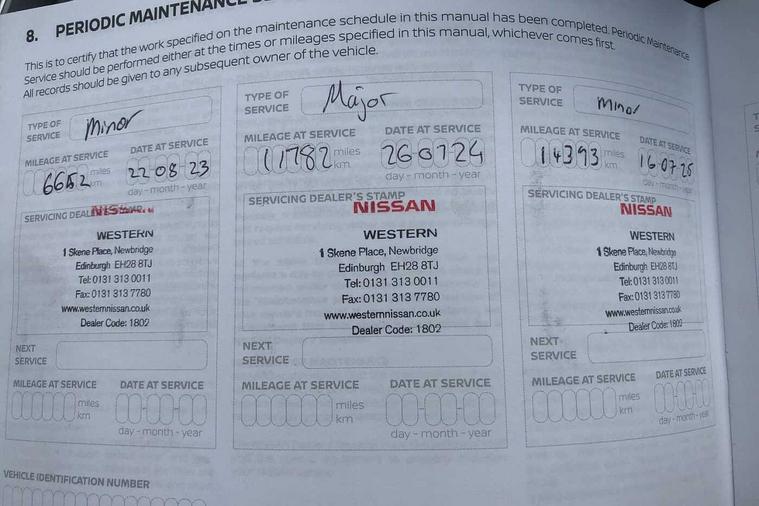 8. PERIODIC MAINTENANCE
This is to certify that the work specified on the maintenance schedule in this manual has been completed. Periodic Maintenance
Service should be performed either at the times or mileages specified in this manual, whichever comes first.
All records should be given to any subsequent owner of the vehicle.
TYPE OF SERVICE Minor
MILEAGE AT SERVICE DATE AT SERVICE
6652 miles km 22 08 23
day - month - year
SERVICING DEALER'S STAMP
NISSAN
WESTERN
1 Skene Place, Newbridge
Edinburgh EH28 8TJ
Tel: 0131 313 0011
Fax: 0131 313 7780
www.westernnissan.co.uk
Dealer Code: 1802
NEXT SERVICE
MILEAGE AT SERVICE DATE AT SERVICE
miles km
day - month - year
TYPE OF SERVICE Major
MILEAGE AT SERVICE DATE AT SERVICE
11782 miles km 26-07-24
day - month - year
SERVICING DEALER'S STAMP
NISSAN
WESTERN
1 Skene Place, Newbridge
Edinburgh EH28 8TJ
Tel: 0131 313 0011
Fax: 0131 313 7780
www.westernnissan.co.uk
Dealer Code: 1802
NEXT SERVICE
MILEAGE AT SERVICE DATE AT SERVICE
miles km
day - month - year
TYPE OF SERVICE Minor
MILEAGE AT SERVICE DATE AT SERVICE
14393 miles km 16-07-25
day - month - year
SERVICING DEALER'S STAMP
NISSAN
WESTERN
1 Skene Place, Newbridge
Edinburgh EH28 8TJ
Tel: 0131 313 0011
Fax: 0131 313 7780
www.westernnissan.co.uk
Dealer Code: 1802
NEXT SERVICE
MILEAGE AT SERVICE DATE AT SERVICE
miles km
day - month - year
VEHICLE IDENTIFICATION NUMBER